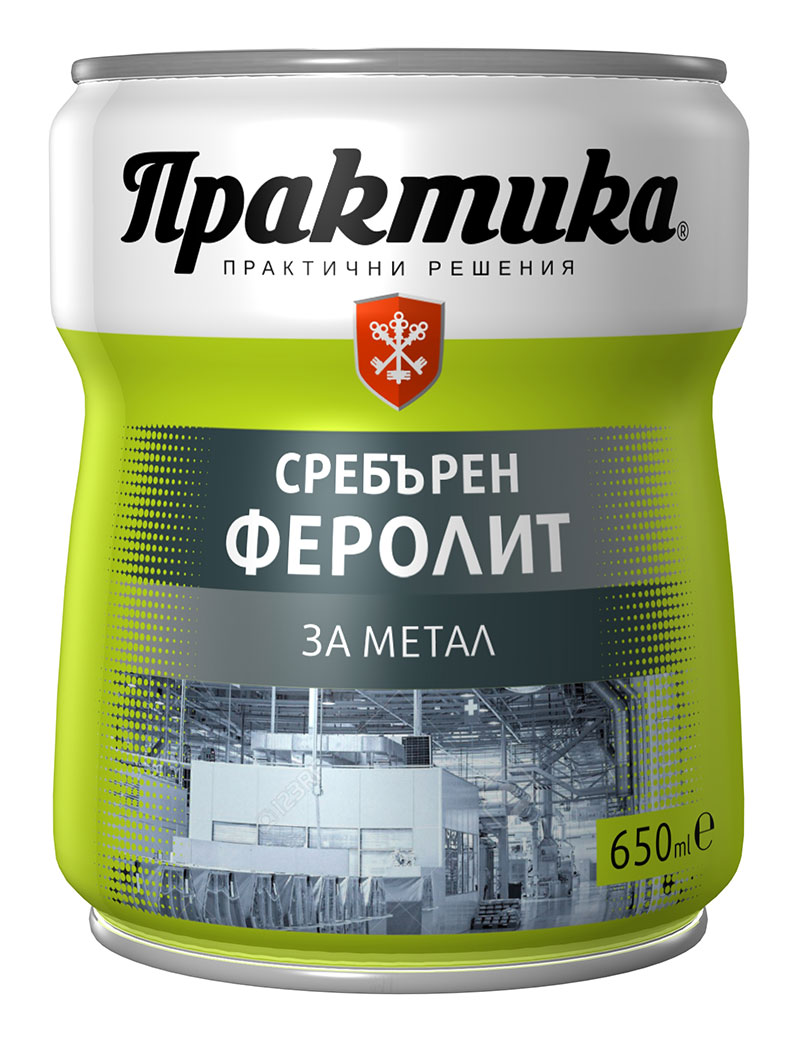 Практика®
ПРАКТИЧНИ РЕШЕНИЯ
СРЕБЪРЕН
ФЕРОЛИТ
ЗА МЕТАЛ
650ml℮